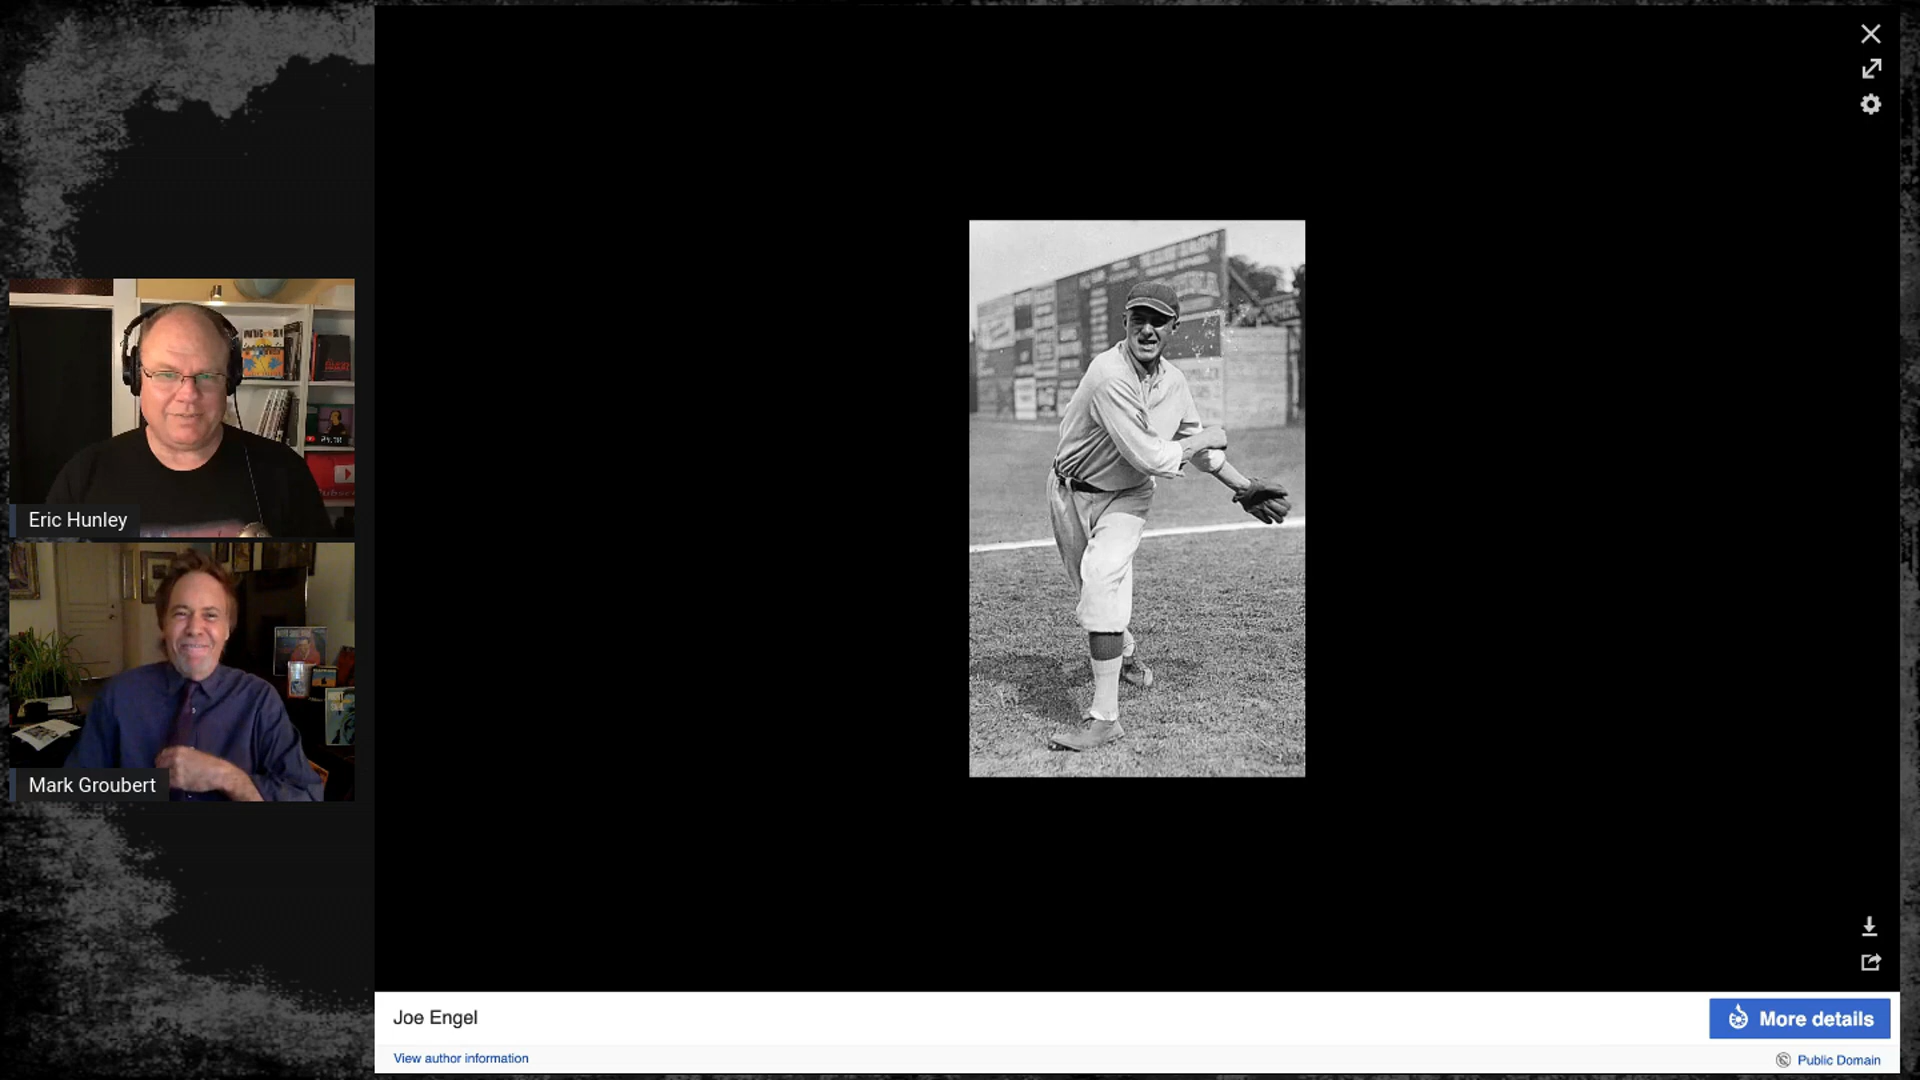 Eric Hunley
Mark Groubert
Joe Engel
More details
View author information
Public Domain